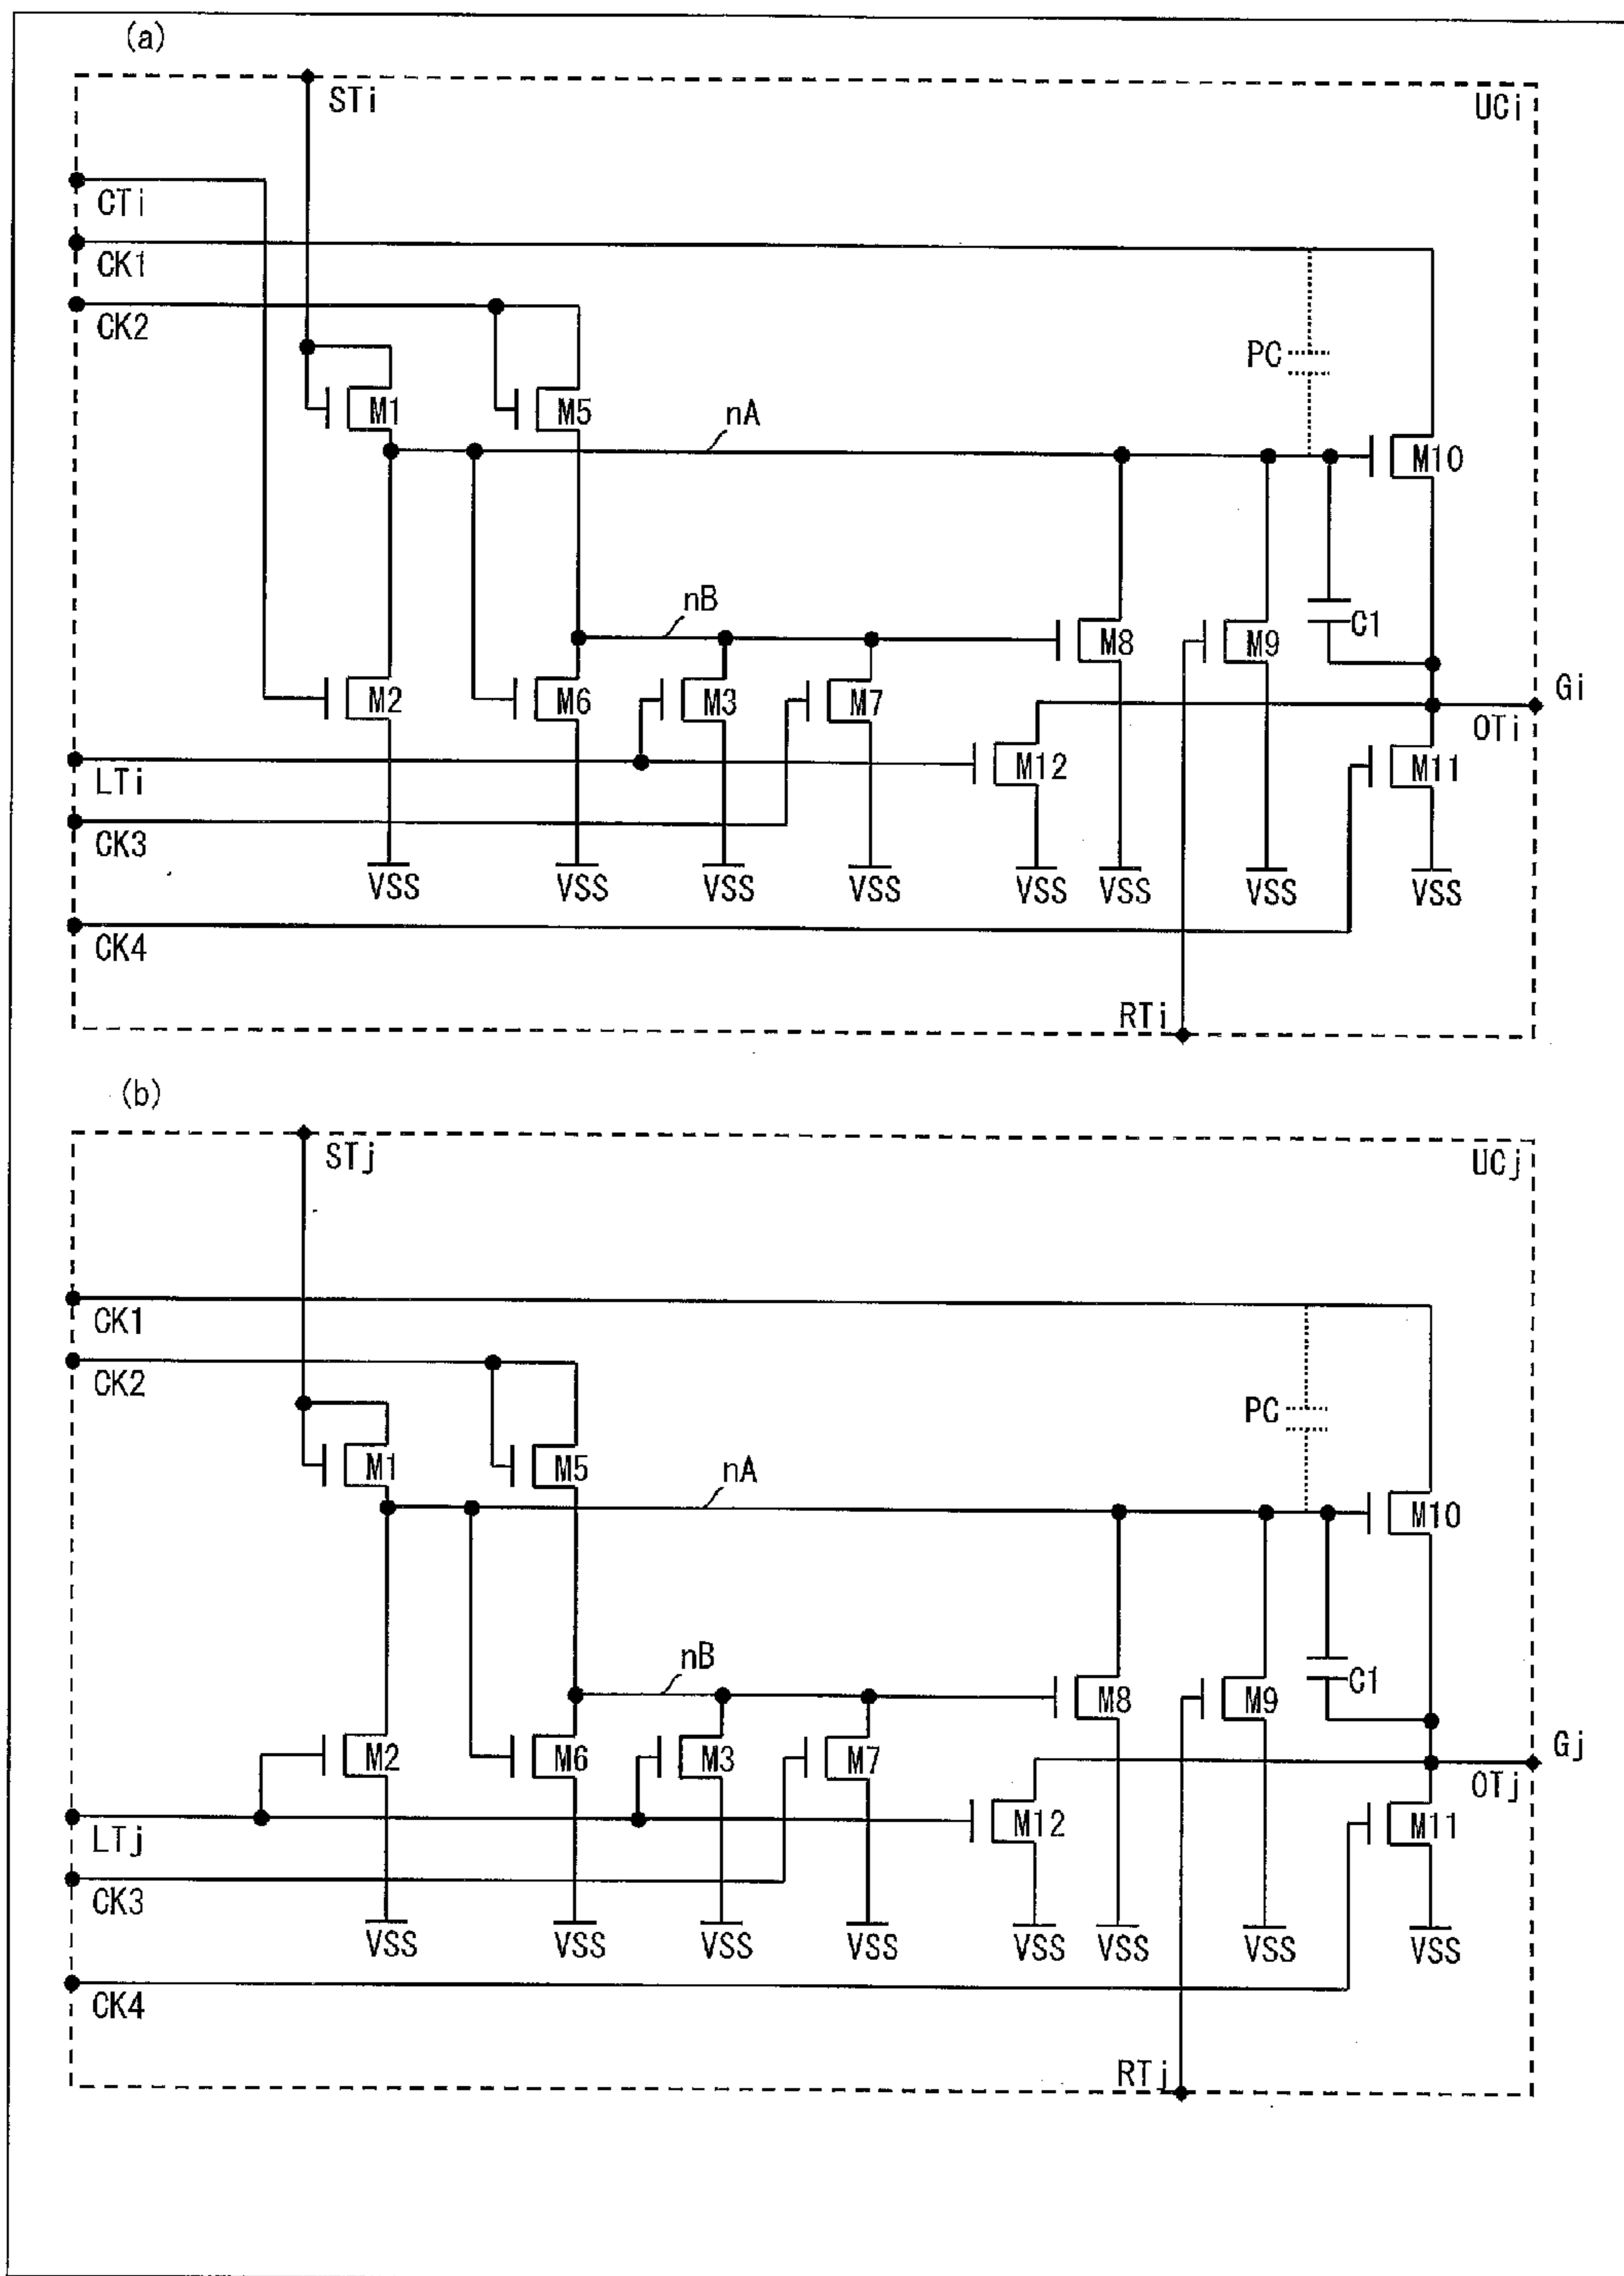 (a)
STi
UCi
CTi
CK1
CK2
PC
M1
M5
nA
M10
nB
C1
M8
M9
M2
M6
M3
M7
Gi
OTi
M12
M11
LTi
CK3
VSS VSS VSS VSS VSS VSS VSS VSS
CK4
RTi
(b)
STj
UCj
CK1
CK2
PC
M1
M5
nA
M10
nB
C1
M8
M9
M2
M6
M3
M7
Gj
OTj
M12
M11
LTj
CK3
VSS VSS VSS VSS VSS VSS VSS VSS
CK4
RTj